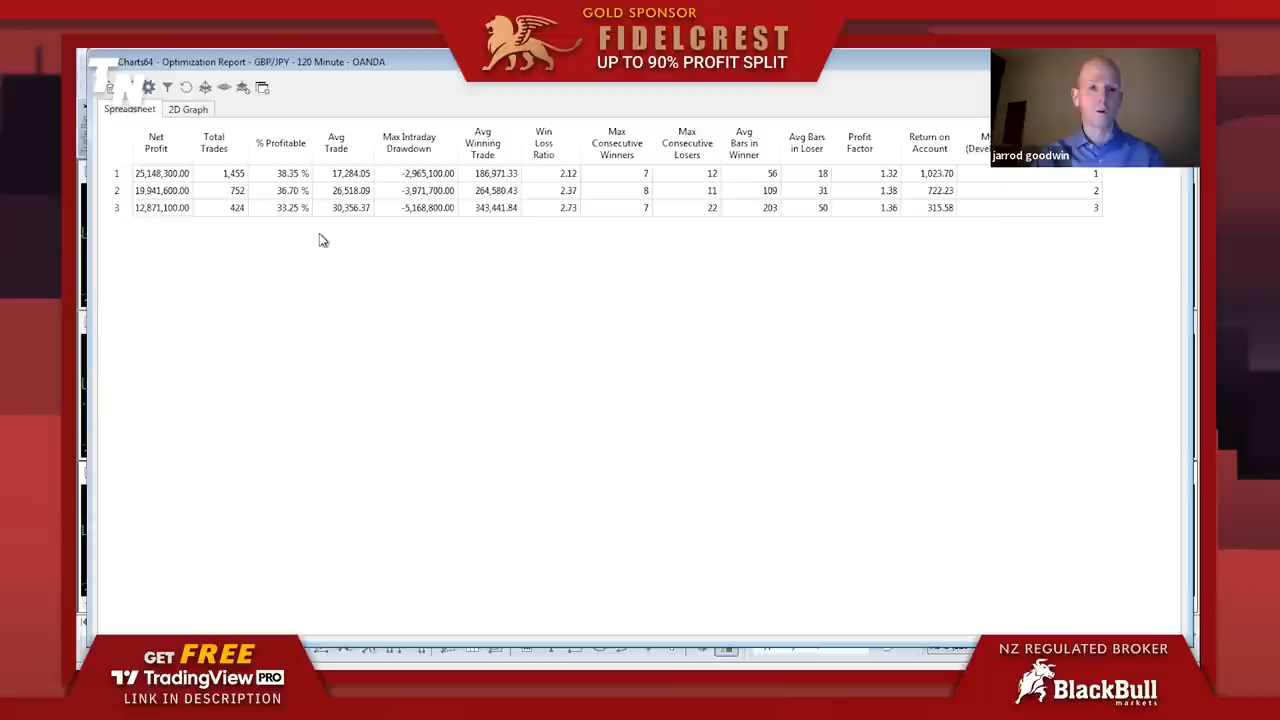 GOLD SPONSOR
FIDELCREST
UP TO 90% PROFIT SPLIT
Charts64 - Optimization Report - GBP/JPY - 120 Minute - OANDA
TN
jarrod goodwin
Spreadsheet 2D Graph
Net Profit Total Trades % Profitable Avg Trade Max Intraday Drawdown Avg Winning Trade Win Loss Ratio Max Consecutive Winners Max Consecutive Losers Avg Bars in Winner Avg Bars in Loser Profit Factor Return on Account
1 25,148,300.00 1,455 38.35 % 17,284.05 -2,965,100.00 186,971.33 2.12 7 12 56 18 1.32 1,023.70 1
2 19,941,600.00 752 36.70 % 26,518.09 -3,971,700.00 264,580.43 2.37 8 11 109 31 1.38 722.23 2
3 12,871,100.00 424 33.25 % 30,356.37 -5,168,800.00 343,441.84 2.73 7 22 203 50 1.36 315.58 3
GET FREE
TradingView PRO
LINK IN DESCRIPTION
NZ REGULATED BROKER
BlackBull
markets